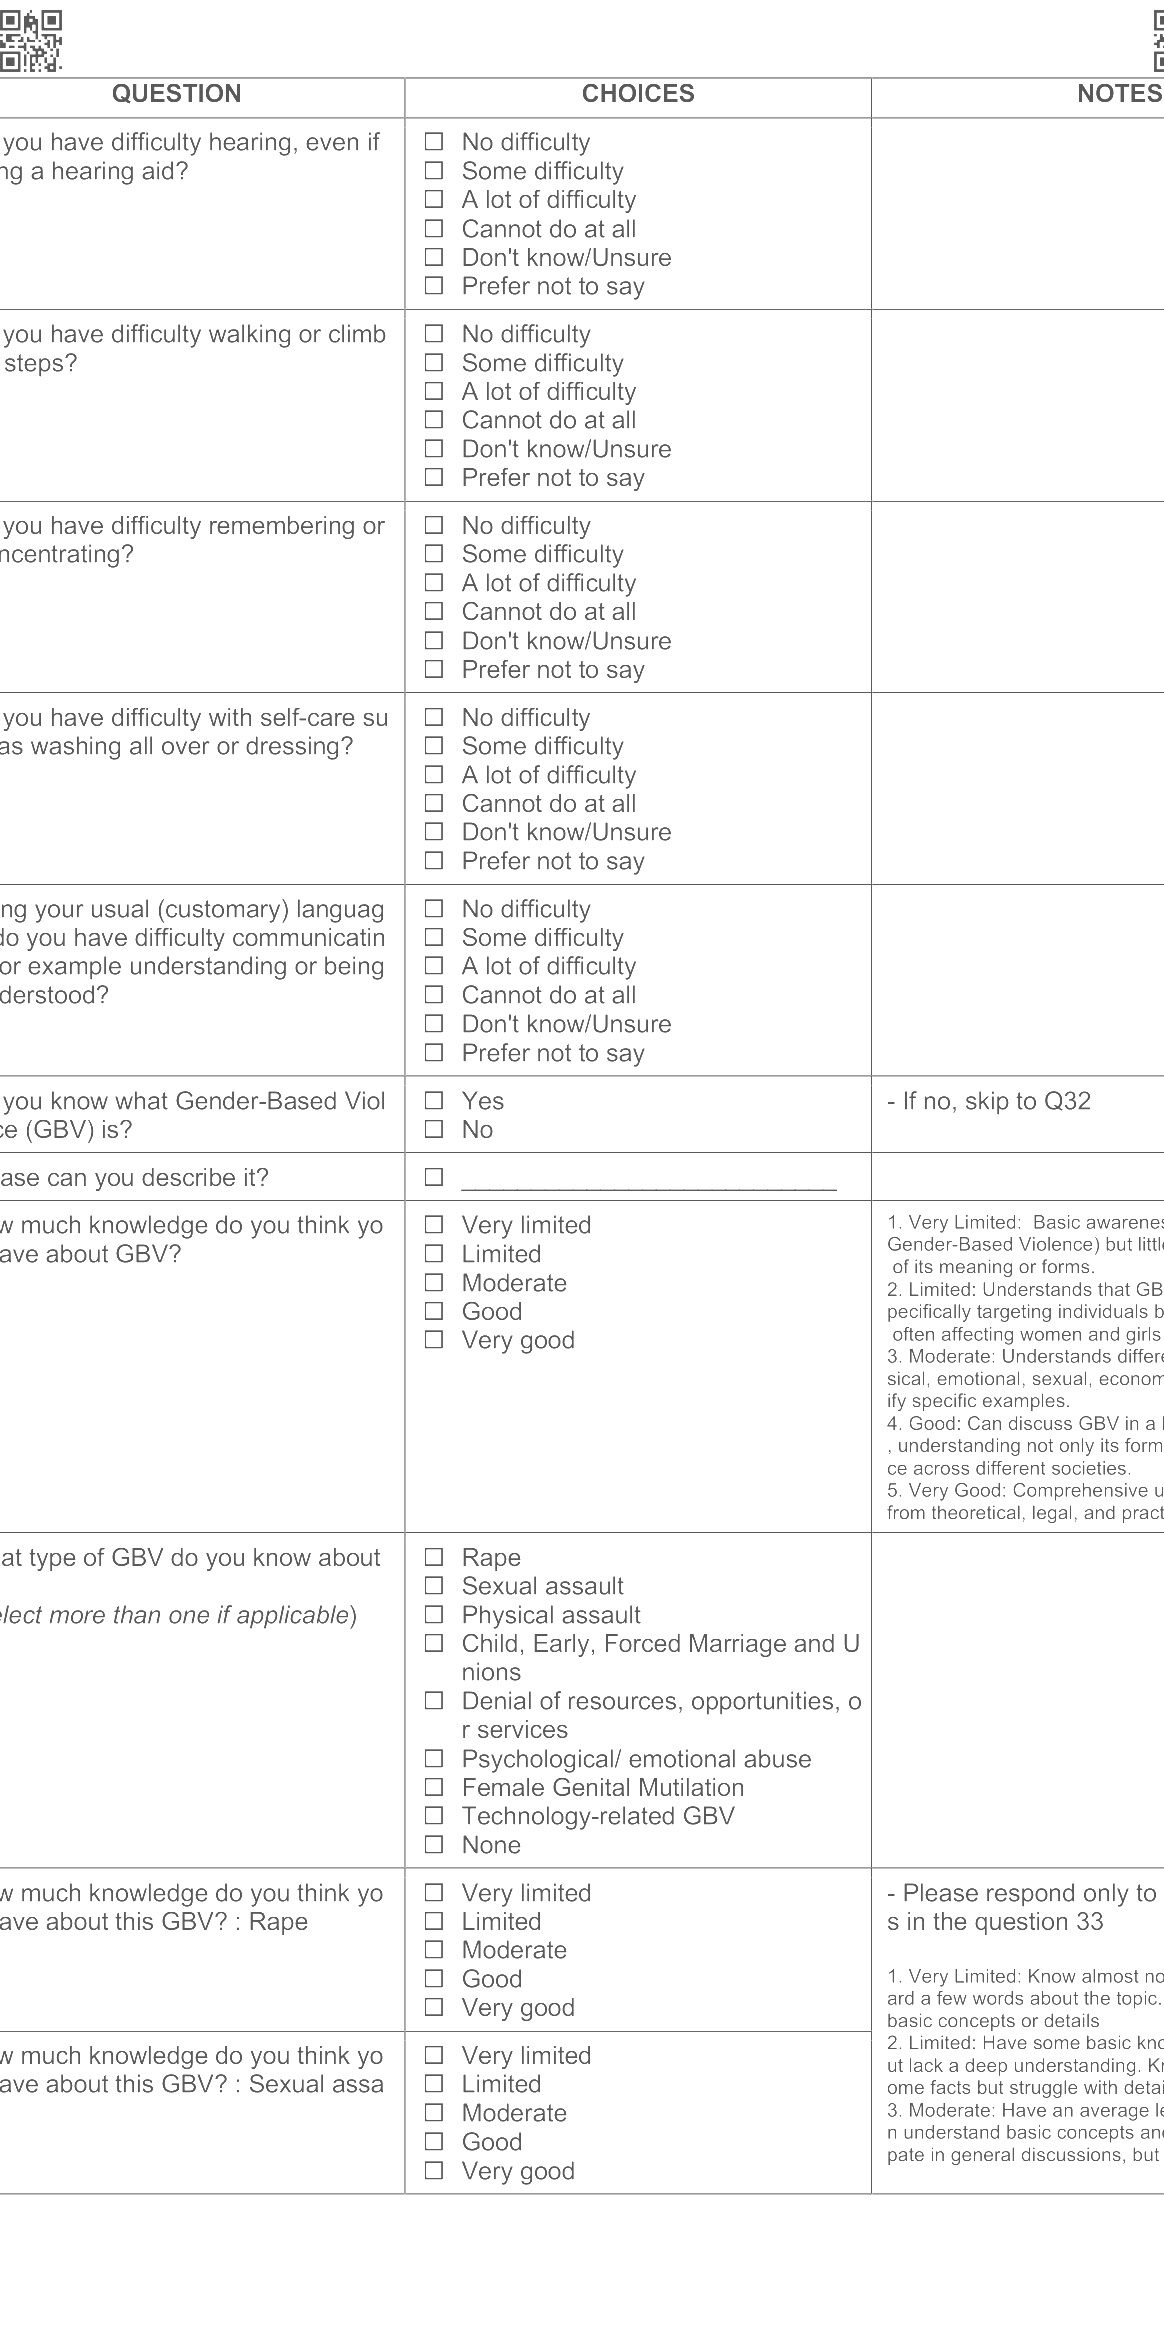 QUESTION CHOICES NOTES
you have difficulty hearing, even if
ng a hearing aid?
☐ No difficulty
☐ Some difficulty
☐ A lot of difficulty
☐ Cannot do at all
☐ Don't know/Unsure
☐ Prefer not to say
you have difficulty walking or climb
steps?
☐ No difficulty
☐ Some difficulty
☐ A lot of difficulty
☐ Cannot do at all
☐ Don't know/Unsure
☐ Prefer not to say
you have difficulty remembering or
ncentrating?
☐ No difficulty
☐ Some difficulty
☐ A lot of difficulty
☐ Cannot do at all
☐ Don't know/Unsure
☐ Prefer not to say
you have difficulty with self-care su
as washing all over or dressing?
☐ No difficulty
☐ Some difficulty
☐ A lot of difficulty
☐ Cannot do at all
☐ Don't know/Unsure
☐ Prefer not to say
ng your usual (customary) languag
do you have difficulty communicatin
or example understanding or being
derstood?
☐ No difficulty
☐ Some difficulty
☐ A lot of difficulty
☐ Cannot do at all
☐ Don't know/Unsure
☐ Prefer not to say
you know what Gender-Based Viol
ce (GBV) is?
☐ Yes
☐ No
- If no, skip to Q32
ase can you describe it?
☐ ____________________________
w much knowledge do you think yo
ave about GBV?
☐ Very limited
☐ Limited
☐ Moderate
☐ Good
☐ Very good
1. Very Limited: Basic awarenes
Gender-Based Violence) but little
of its meaning or forms.
2. Limited: Understands that GB
pecifically targeting individuals b
often affecting women and girls
3. Moderate: Understands differe
sical, emotional, sexual, econom
ify specific examples.
4. Good: Can discuss GBV in a
, understanding not only its form
ce across different societies.
5. Very Good: Comprehensive u
from theoretical, legal, and pract
at type of GBV do you know about
elect more than one if applicable)
☐ Rape
☐ Sexual assault
☐ Physical assault
☐ Child, Early, Forced Marriage and U
nions
☐ Denial of resources, opportunities, o
r services
☐ Psychological/ emotional abuse
☐ Female Genital Mutilation
☐ Technology-related GBV
☐ None
w much knowledge do you think yo
ave about this GBV? : Rape
☐ Very limited
☐ Limited
☐ Moderate
☐ Good
☐ Very good
w much knowledge do you think yo
ave about this GBV? : Sexual assa
☐ Very limited
☐ Limited
☐ Moderate
☐ Good
☐ Very good
- Please respond only to
s in the question 33
1. Very Limited: Know almost no
ard a few words about the topic.
basic concepts or details
2. Limited: Have some basic kno
ut lack a deep understanding. Kn
ome facts but struggle with detai
3. Moderate: Have an average le
n understand basic concepts and
pate in general discussions, but